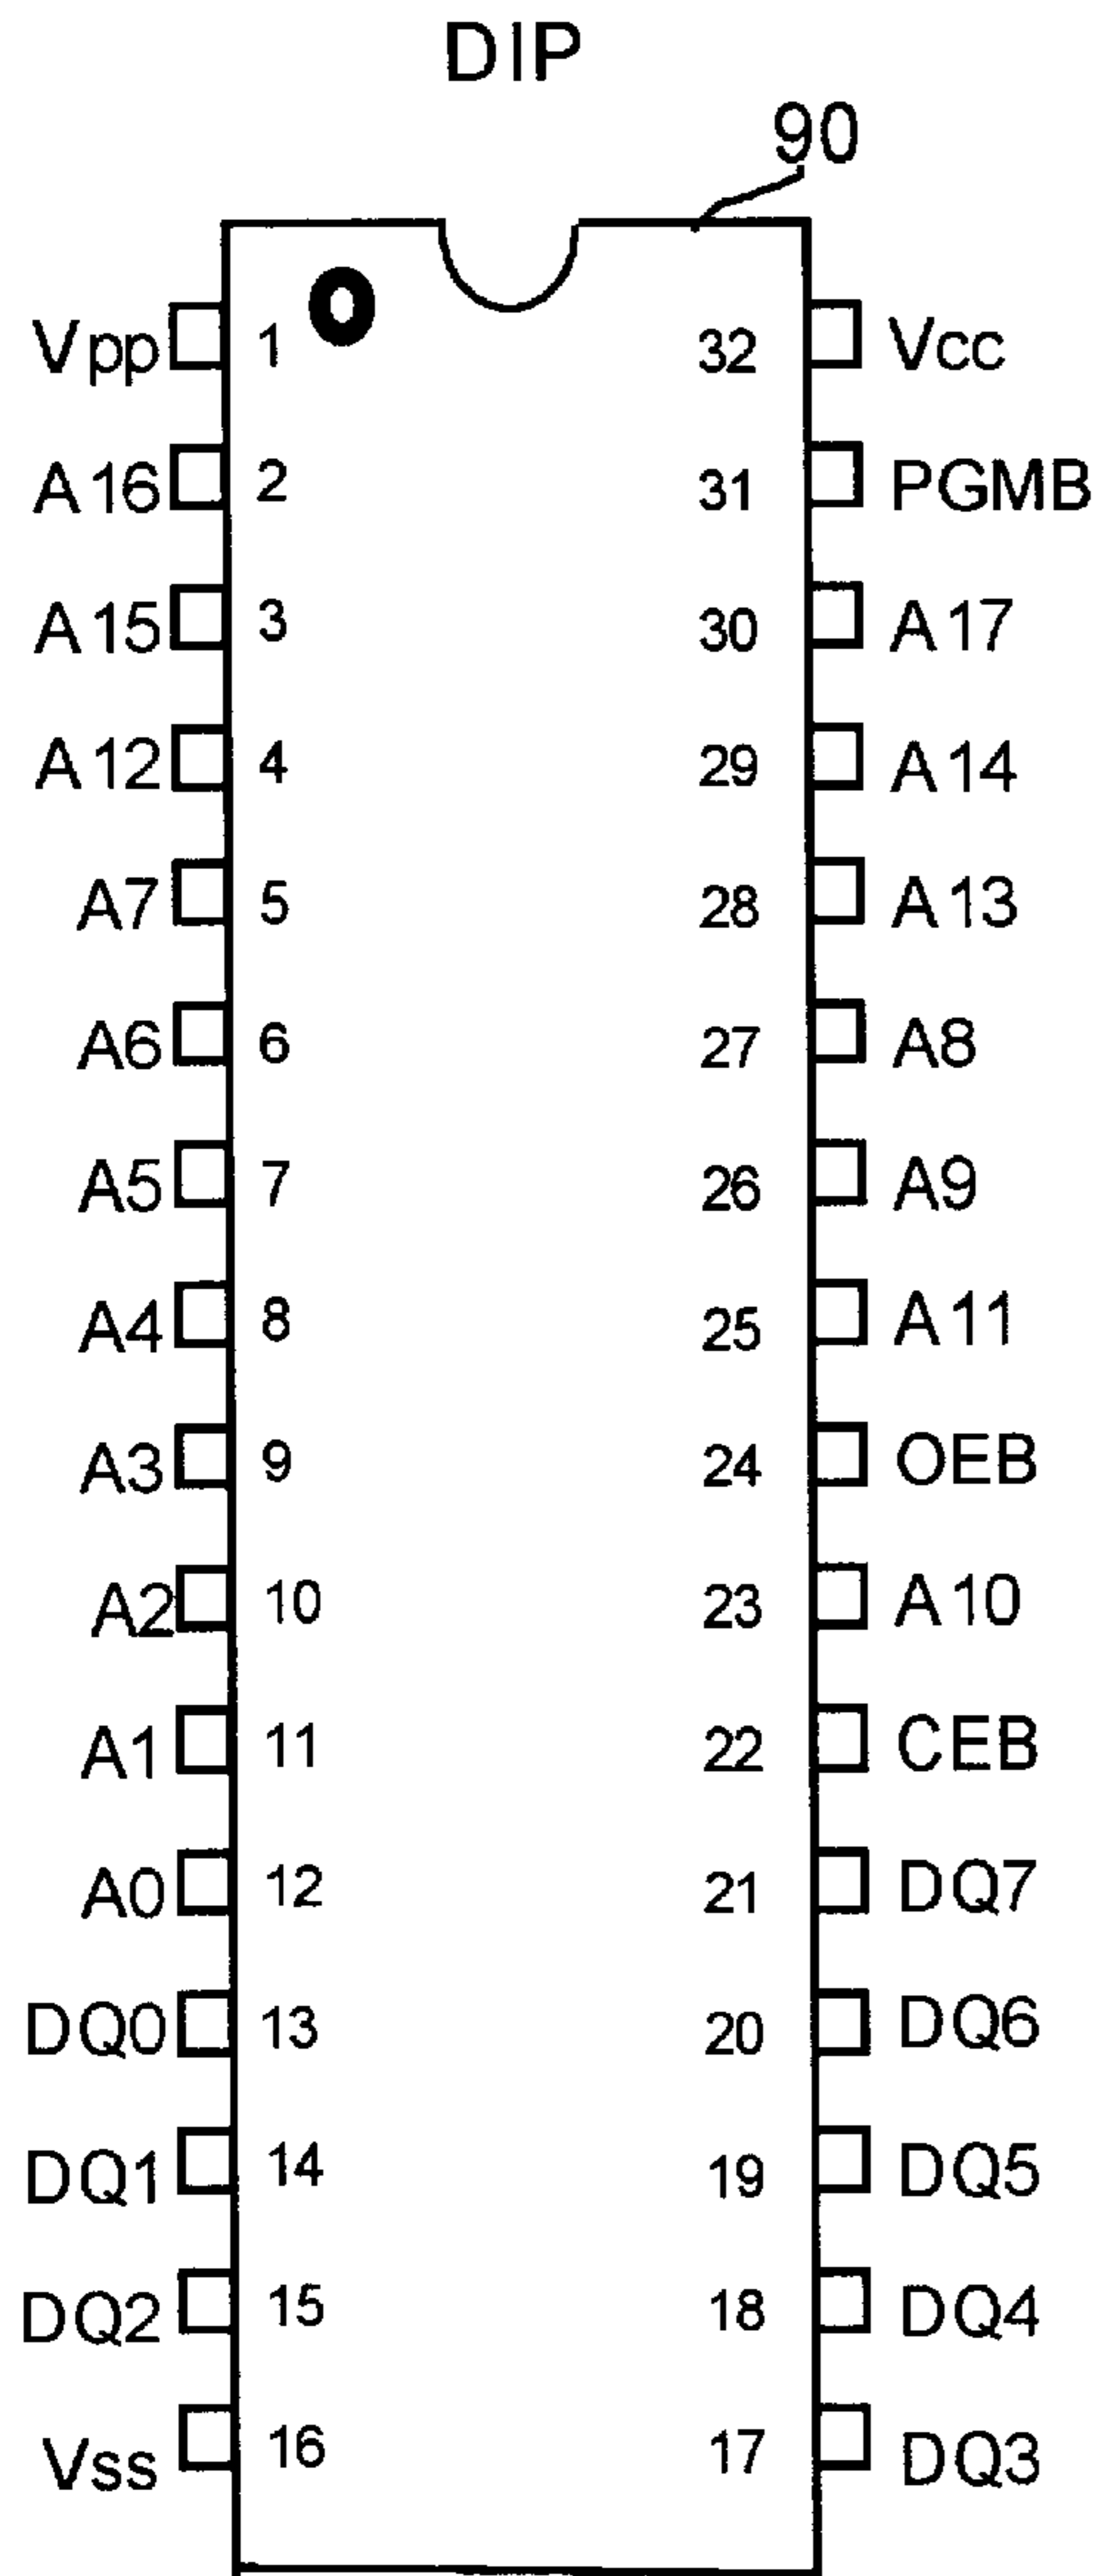 DIP
90
Vpp 1 32 Vcc
A16 2 31 PGMB
A15 3 30 A17
A12 4 29 A14
A7 5 28 A13
A6 6 27 A8
A5 7 26 A9
A4 8 25 A11
A3 9 24 OEB
A2 10 23 A10
A1 11 22 CEB
A0 12 21 DQ7
DQ0 13 20 DQ6
DQ1 14 19 DQ5
DQ2 15 18 DQ4
Vss 16 17 DQ3